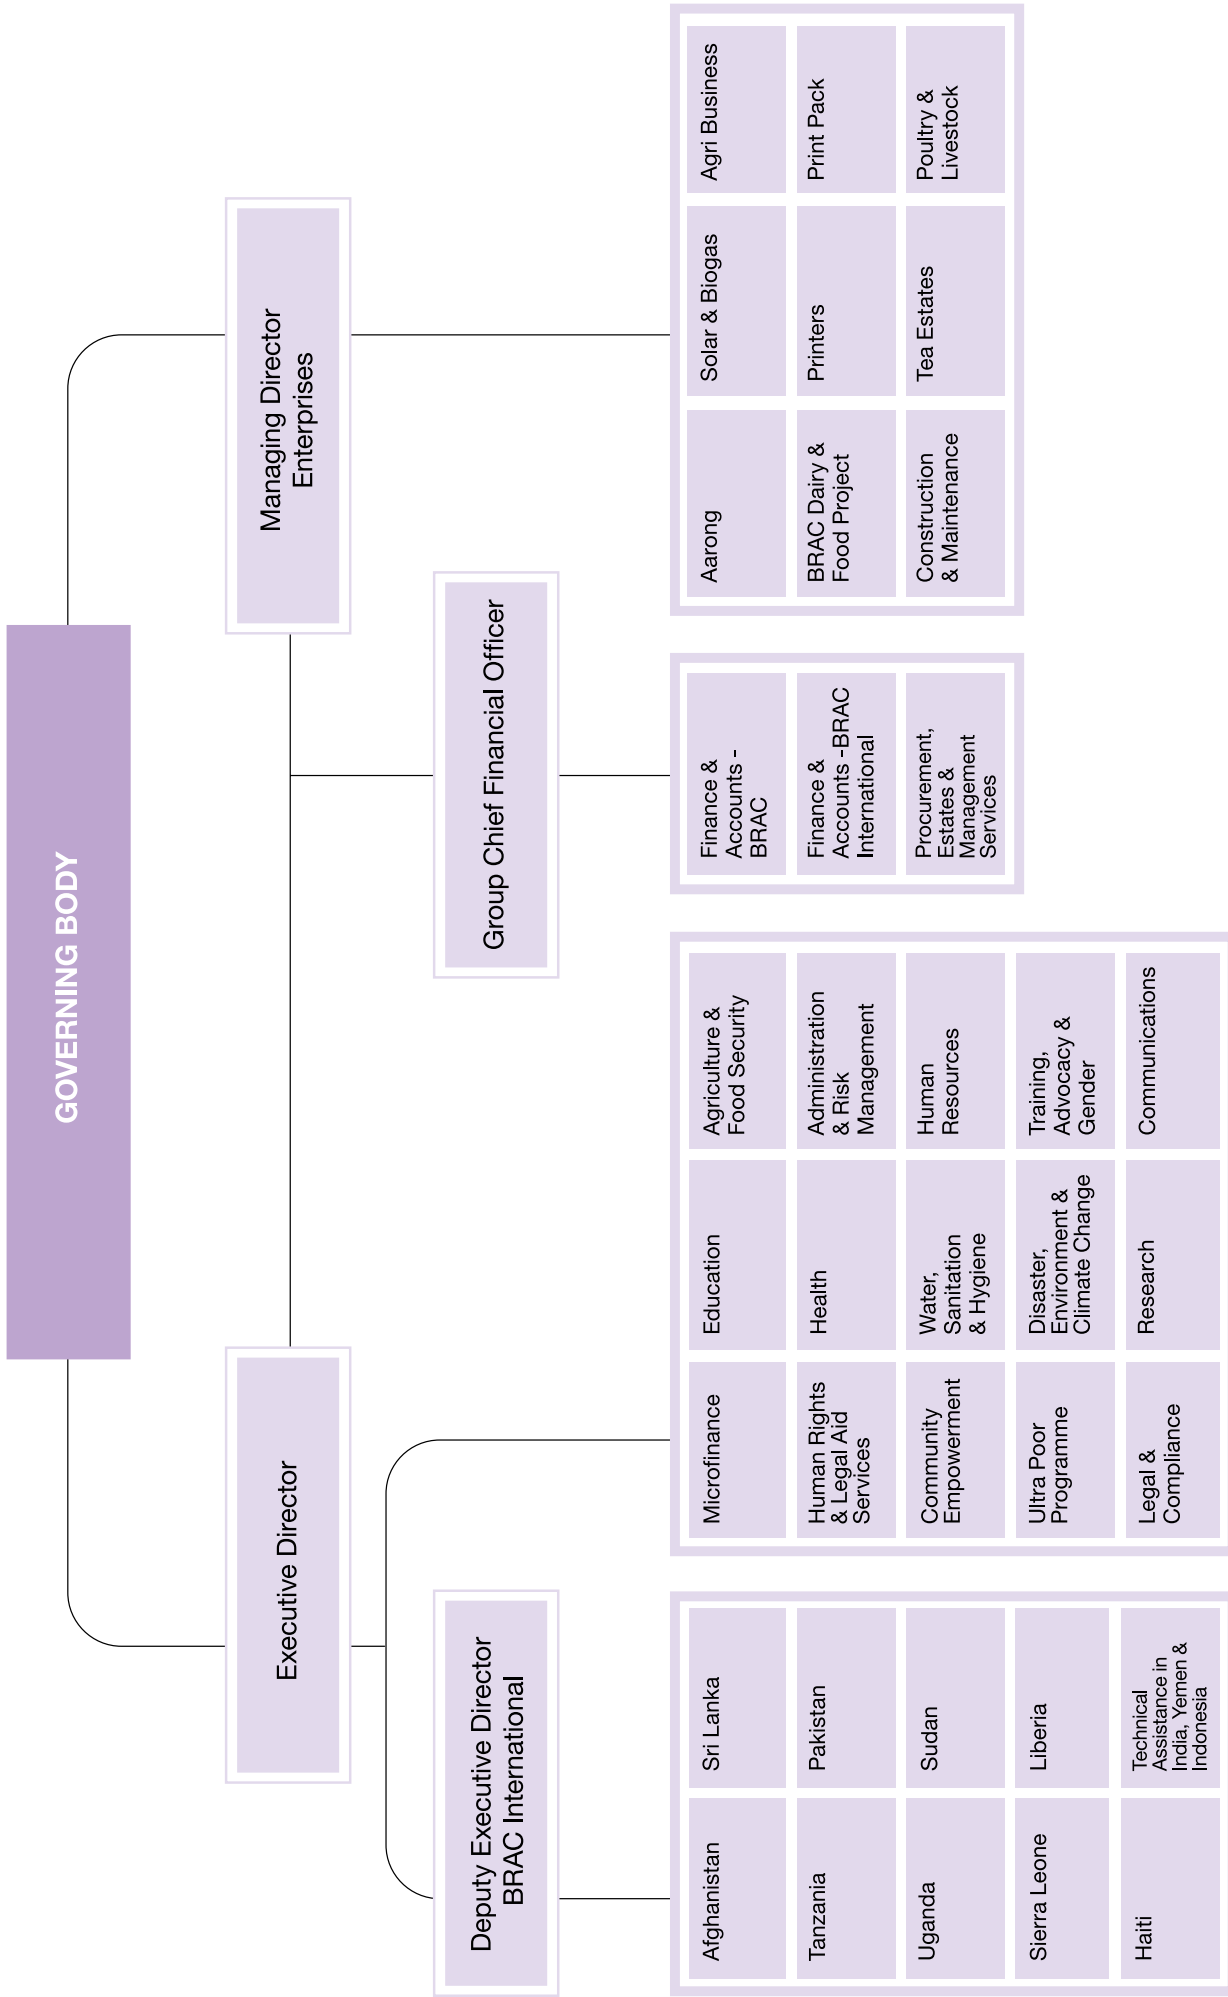 GOVERNING BODY
Executive Director
Managing Director
Enterprises
Deputy Executive Director
BRAC International
Group Chief Financial Officer
Afghanistan
Sri Lanka
Tanzania
Pakistan
Uganda
Sudan
Sierra Leone
Liberia
Haiti
Technical
Assistance in
India, Yemen &
Indonesia
Microfinance
Education
Agriculture &
Food Security
Human Rights
& Legal Aid
Services
Health
Administration
& Risk
Management
Community
Empowerment
Water,
Sanitation
& Hygiene
Human
Resources
Ultra Poor
Programme
Disaster,
Environment &
Climate Change
Training,
Advocacy &
Gender
Legal &
Compliance
Research
Communications
Finance &
Accounts -
BRAC
Finance &
Accounts -BRAC
International
Procurement,
Estates &
Management
Services
Aarong
Solar & Biogas
Agri Business
BRAC Dairy &
Food Project
Printers
Print Pack
Construction
& Maintenance
Tea Estates
Poultry &
Livestock